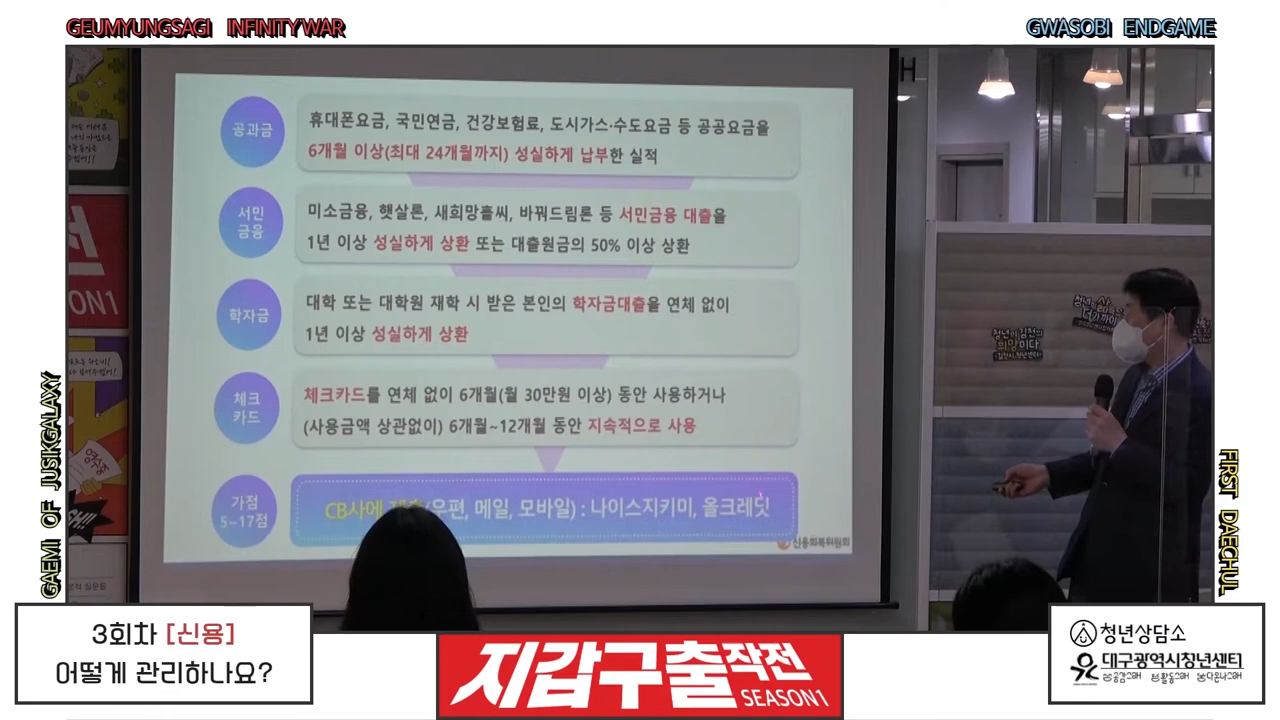 GEUMYUNGSAGI INFINITY WAR
GWASOBI ENDGAME
공과금
휴대폰요금, 국민연금, 건강보험료, 도시가스·수도요금 등 공공요금을
6개월 이상(최대 24개월까지) 성실하게 납부한 실적
서민
금융
미소금융, 햇살론, 새희망홀씨, 바꿔드림론 등 서민금융 대출을
1년 이상 성실하게 상환 또는 대출원금의 50% 이상 상환
학자금
대학 또는 대학원 재학 시 받은 본인의 학자금대출을 연체 없이
1년 이상 성실하게 상환
체크
카드
체크카드를 연체 없이 6개월(월 30만원 이상) 동안 사용하거나
(사용금액 상관없이) 6개월~12개월 동안 지속적으로 사용
가점
5-17점
CB사에 (우편, 메일, 모바일) : 나이스지키미, 올크레딧
신용회복위원회
H
ON1
청년이 김천의
희망이다
GAEMI OF JUSIKGALAXY
FIRST DAECHUL
3회차 [신용]
어떻게 관리하나요?
지갑구출작전
SEASON1
청년상담소
대구광역시청년센터